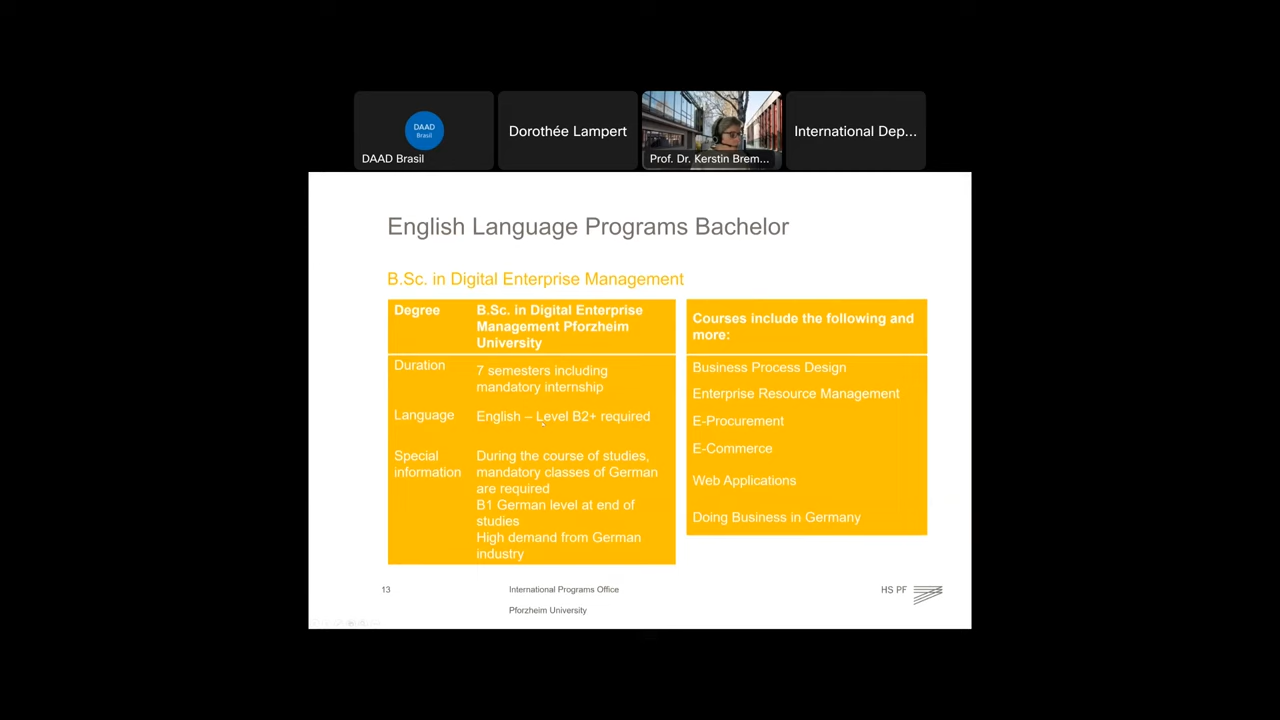 DAAD
Brasil
DAAD Brasil
Dorothée Lampert
Prof. Dr. Kerstin Brem...
International Dep...
English Language Programs Bachelor
B.Sc. in Digital Enterprise Management
Degree
B.Sc. in Digital Enterprise
Management Pforzheim
University
Duration
7 semesters including
mandatory internship
Language
English – Level B2+ required
Special
information
During the course of studies,
mandatory classes of German
are required
B1 German level at end of
studies
High demand from German
industry
Courses include the following and
more:
Business Process Design
Enterprise Resource Management
E-Procurement
E-Commerce
Web Applications
Doing Business in Germany
13
International Programs Office
Pforzheim University
HS PF